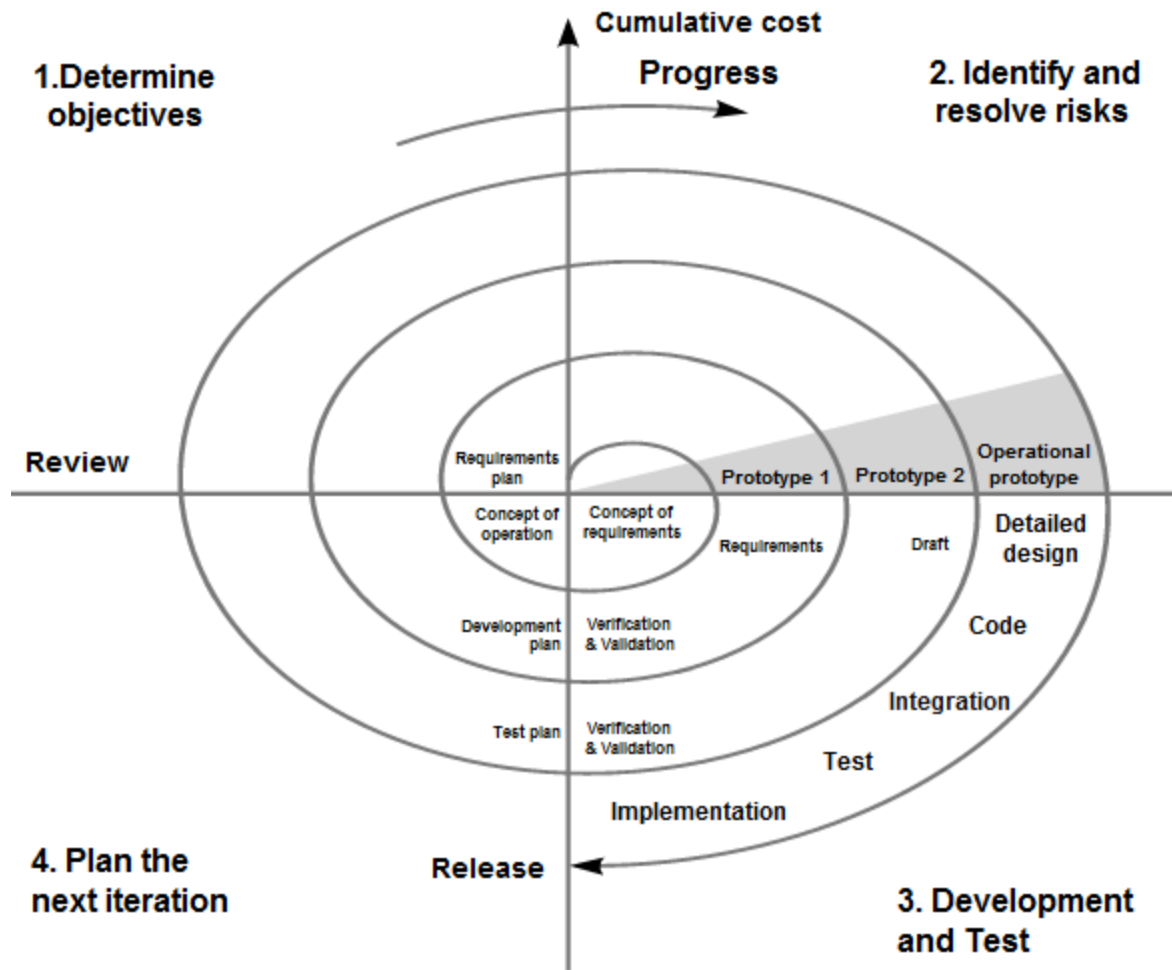 Cumulative cost
Progress
1.Determine
objectives
2. Identify and
resolve risks
Review
Requirements
plan
Prototype 1
Prototype 2
Operational
prototype
Concept of
operation
Concept of
requirements
Requirements
Draft
Detailed
design
Development
plan
Verification
& Validation
Code
Test plan
Verification
& Validation
Integration
Test
Implementation
Release
4. Plan the
next iteration
3. Development
and Test